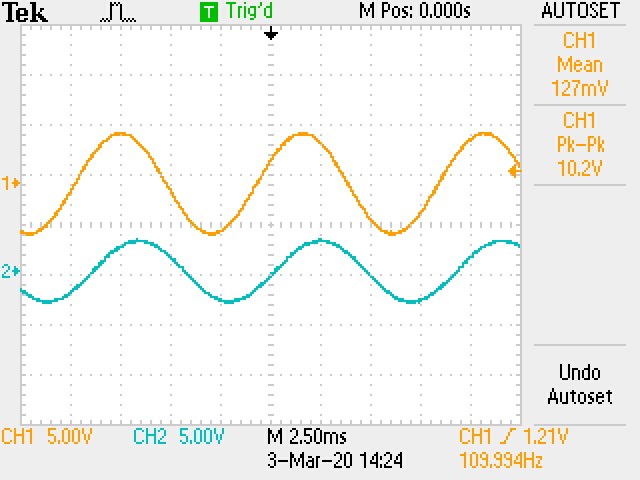 Tek T Trig'd M Pos: 0.000s AUTOSET
CH1
Mean
127mV
CH1
Pk-Pk
10.2V
1
2
Undo
Autoset
CH1 5.00V CH2 5.00V M 2.50ms CH1 1.21V
3-Mar-20 14:24 109.994Hz